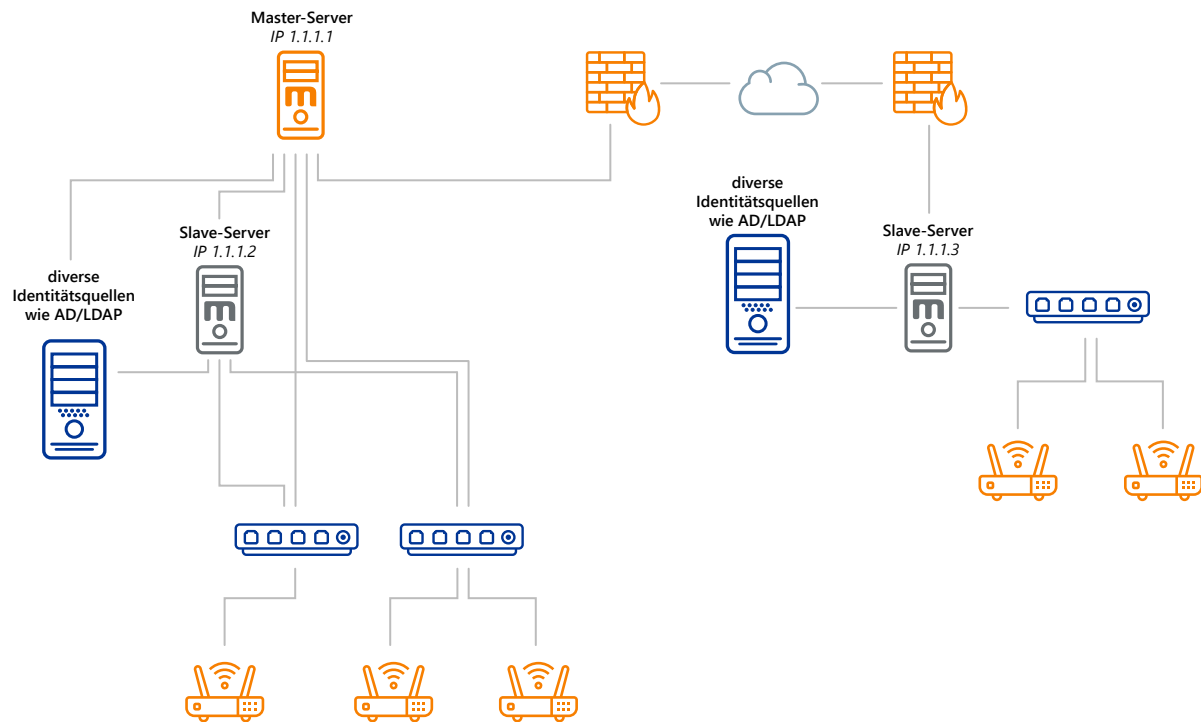 Master-Server
IP 1.1.1.1
diverse
Identitätsquellen
wie AD/LDAP
Slave-Server
IP 1.1.1.2
Slave-Server
IP 1.1.1.3
diverse
Identitätsquellen
wie AD/LDAP
m
m
m